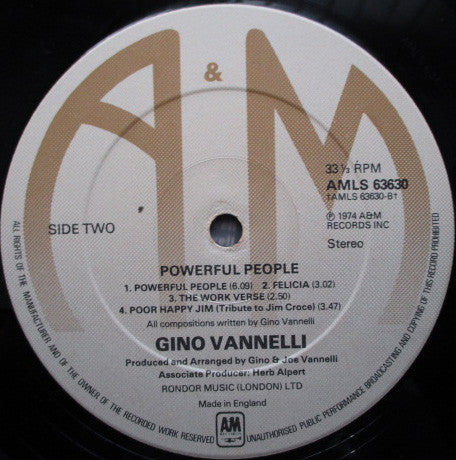 A & M
33⅓ RPM
AMLS 63630
↑AMLS 63630-B1
SIDE TWO
℗ 1974 A&M
RECORDS INC
Stereo
POWERFUL PEOPLE
1. POWERFUL PEOPLE (6.09) 2. FELICIA (3.02)
3. THE WORK VERSE (2.50)
4. POOR HAPPY JIM (Tribute to Jim Croce) (3.47)
All compositions written by Gino Vannelli
GINO VANNELLI
Produced and Arranged by Gino & Joe Vannelli
Associate Producer: Herb Alpert
RONDOR MUSIC (LONDON) LTD
Made in England
AM
RECORDS
ALL RIGHTS OF THE MANUFACTURER AND OF THE OWNER OF THE RECORDED WORK RESERVED
UNAUTHORISED PUBLIC PERFORMANCE BROADCASTING AND COPYING OF THIS RECORD PROHIBITED